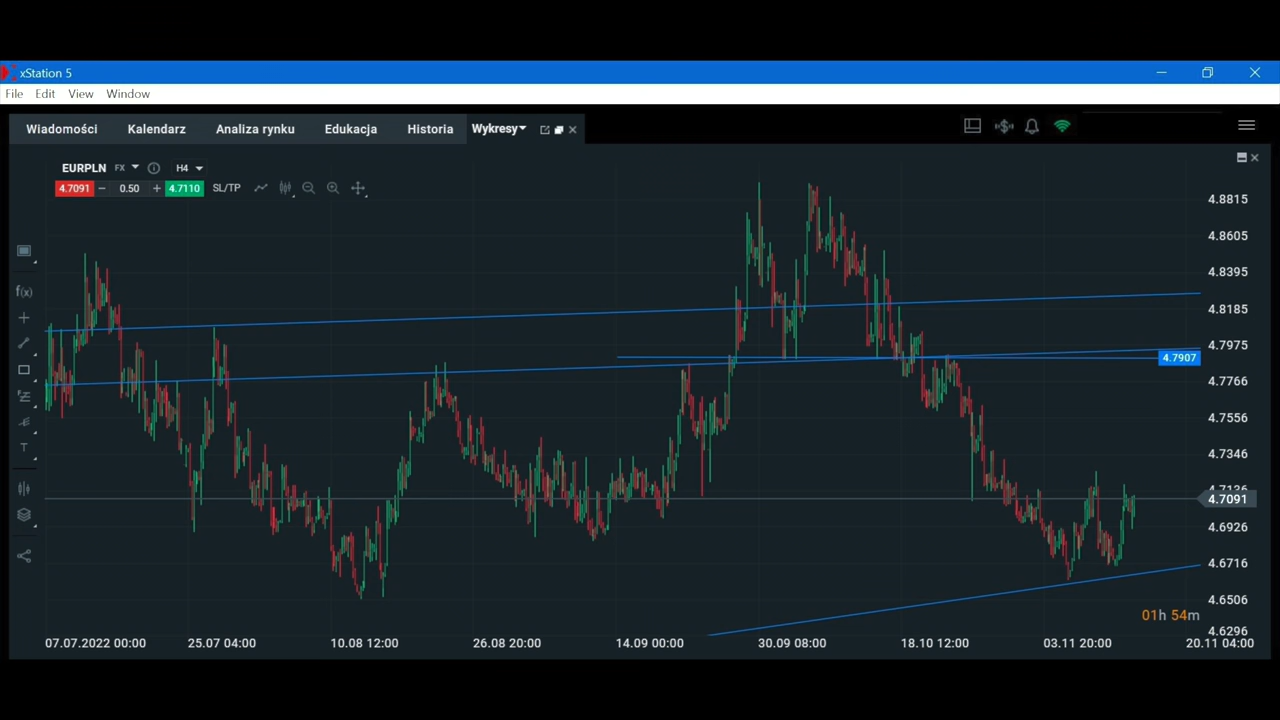 xStation 5
File Edit View Window
Wiadomości Kalendarz Analiza rynku Edukacja Historia Wykresy
EURPLN FX H4
4.7091 − 0.50 + 4.7110 SL/TP
4.8815
4.8605
4.8395
4.8185
4.7975
4.7907
4.7766
4.7556
4.7346
4.7091
4.6926
4.6716
4.6506
01h 54m
4.6296
07.07.2022 00:00 25.07 04:00 10.08 12:00 26.08 20:00 14.09 00:00 30.09 08:00 18.10 12:00 03.11 20:00 20.11 04:00
f(x)
T